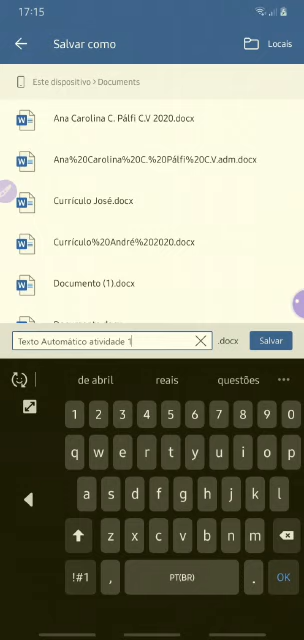 17:15
Salvar como
Locais
Este dispositivo > Documents
Ana Carolina C. Pálfi C.V 2020.docx
Ana%20Carolina%20C.%20Pálfi%20C.V.adm.docx
Currículo José.docx
Currículo%20André%202020.docx
Documento (1).docx
Texto Automático atividade 1
.docx
Salvar
de abril reais questões
1 2 3 4 5 6 7 8 9 0
q w e r t y u i o p
a s d f g h j k l
z x c v b n m
!#1 , PT(BR) . OK